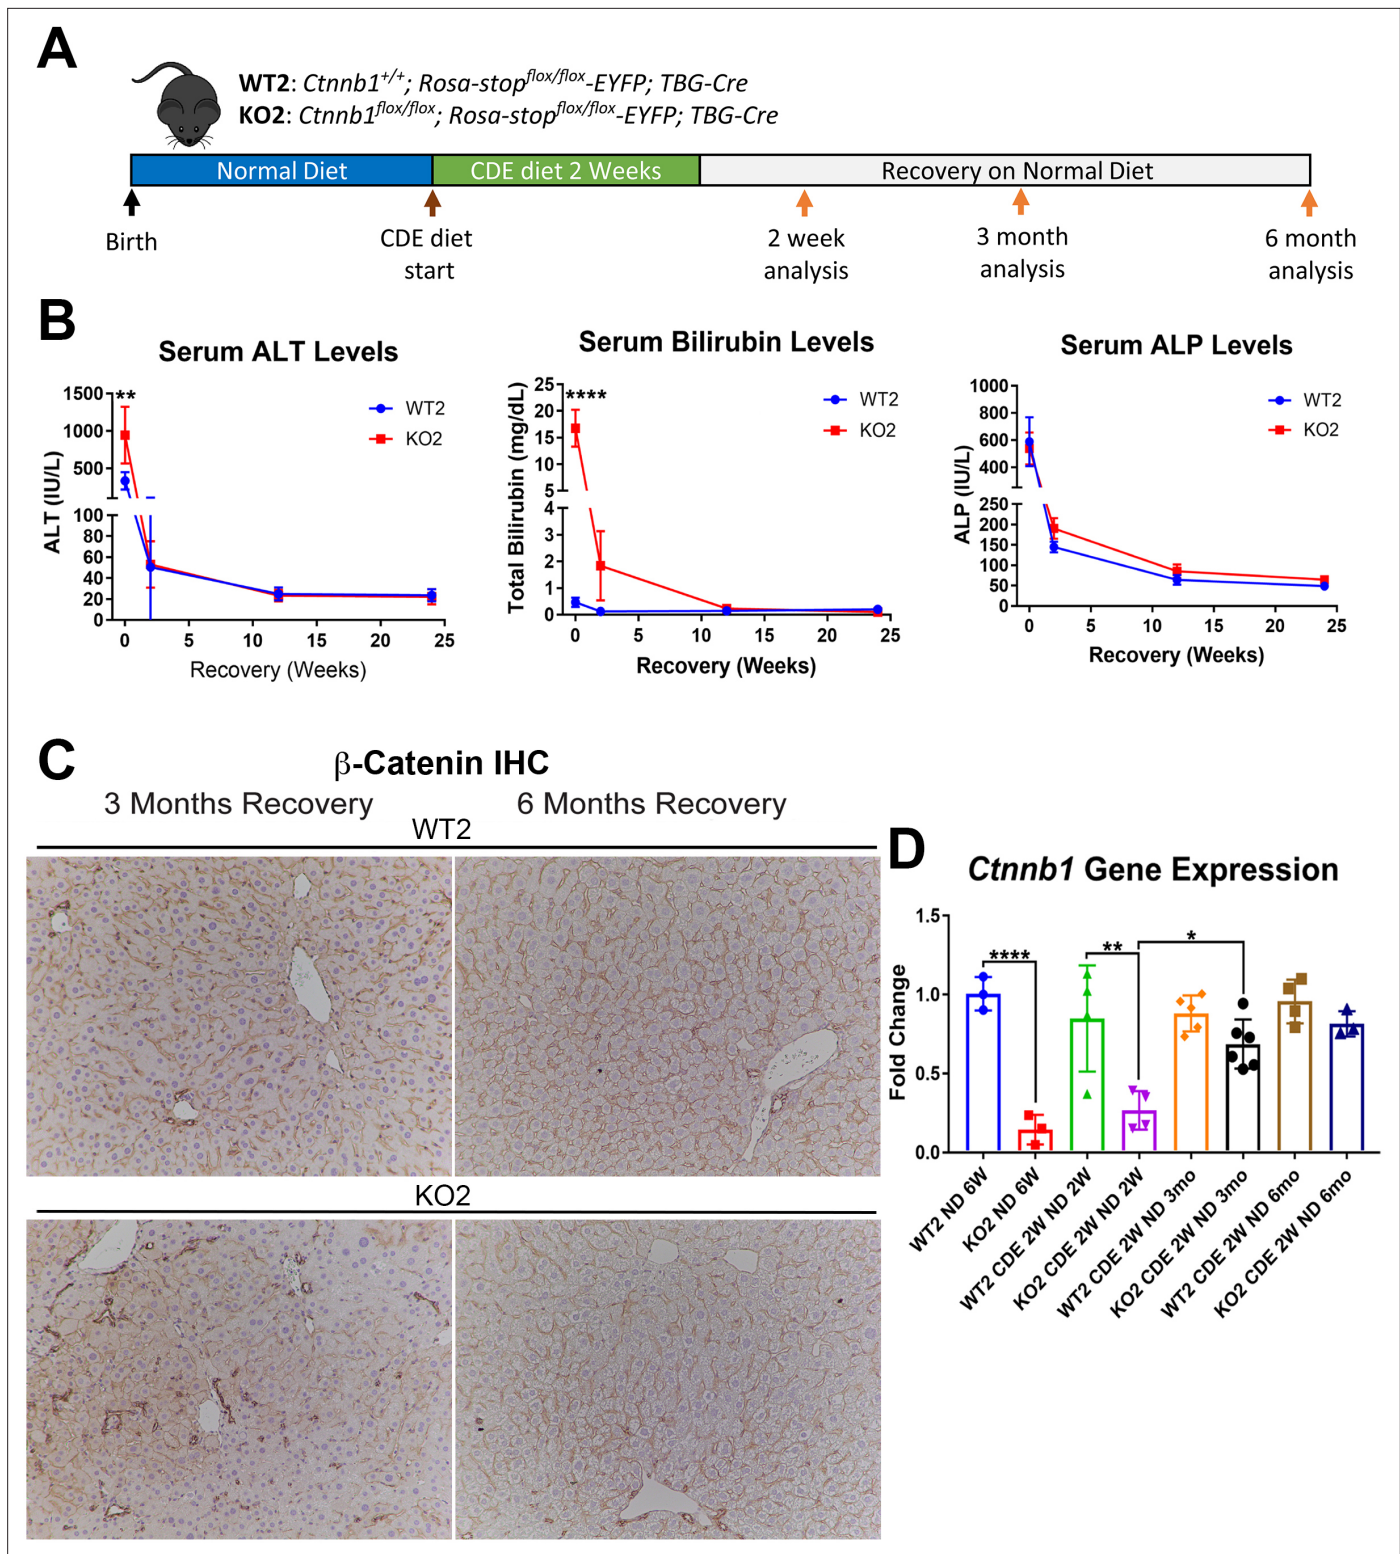 A
WT2: Ctnnb1+/+; Rosa-stopflox/flox-EYFP; TBG-Cre
KO2: Ctnnb1flox/flox; Rosa-stopflox/flox-EYFP; TBG-Cre
Normal Diet
CDE diet 2 Weeks
Recovery on Normal Diet
Birth
CDE diet
start
2 week
analysis
3 month
analysis
6 month
analysis
B
Serum ALT Levels
ALT (IU/L)
1500
1000
500
100
80
60
40
20
0
**
WT2
KO2
0 5 10 15 20 25
Recovery (Weeks)
Serum Bilirubin Levels
Total Bilirubin (mg/dL)
25
20
15
10
5
4
3
2
1
0
****
WT2
KO2
0 5 10 15 20 25
Recovery (Weeks)
Serum ALP Levels
ALP (IU/L)
1000
800
600
400
250
200
150
100
50
0
WT2
KO2
0 5 10 15 20 25
Recovery (Weeks)
C
β-Catenin IHC
3 Months Recovery
6 Months Recovery
WT2
KO2
D
Ctnnb1 Gene Expression
Fold Change
1.5
1.0
0.5
0.0
****
**
*
WT2 ND 6W
KO2 ND 6W
WT2 CDE 2W ND 2W
KO2 CDE 2W ND 2W
WT2 CDE 2W ND 3mo
KO2 CDE 2W ND 3mo
WT2 CDE 2W ND 6mo
KO2 CDE 2W ND 6mo